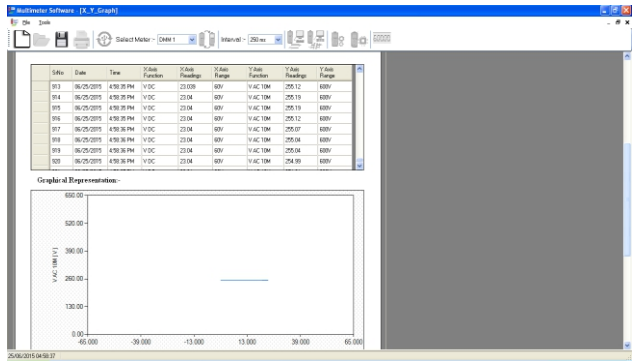 Multimeter Software - [X_Y_Graph]
File Tools
Select Meter :- DMM 1 Interval :- 250 ms
SrNo Date Time X Axis Function X Axis Readings X Axis Range Y Axis Function Y Axis Readings Y Axis Range
913 06/25/2015 4:58:35 PM V DC 23.039 60V V AC 10M 255.12 600V
914 06/25/2015 4:58:35 PM V DC 23.04 60V V AC 10M 255.19 600V
915 06/25/2015 4:58:35 PM V DC 23.04 60V V AC 10M 255.19 600V
916 06/25/2015 4:58:35 PM V DC 23.04 60V V AC 10M 255.12 600V
917 06/25/2015 4:58:36 PM V DC 23.04 60V V AC 10M 255.07 600V
918 06/25/2015 4:58:36 PM V DC 23.04 60V V AC 10M 255.04 600V
919 06/25/2015 4:58:36 PM V DC 23.04 60V V AC 10M 255.04 600V
920 06/25/2015 4:58:36 PM V DC 23.04 60V V AC 10M 254.99 600V
Graphical Representation:-
650.00
520.00
390.00
260.00
130.00
0.00
V AC 10M [V]
-65.000 -39.000 -13.000 13.000 39.000 65.000
25/06/2015 04:58:37